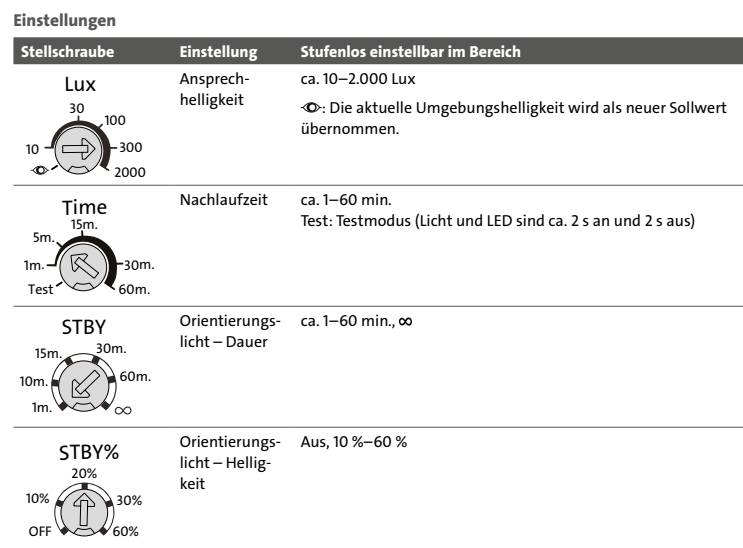 Einstellungen
Stellschraube Einstellung Stufenlos einstellbar im Bereich
Lux
30
100
10
300
2000
Ansprech-
helligkeit
ca. 10–2.000 Lux
: Die aktuelle Umgebungshelligkeit wird als neuer Sollwert
übernommen.
Time
15m.
5m.
1m.
30m.
Test
60m.
Nachlaufzeit
ca. 1–60 min.
Test: Testmodus (Licht und LED sind ca. 2 s an und 2 s aus)
STBY
15m.
30m.
10m.
60m.
1m.
∞
Orientierungs-
licht – Dauer
ca. 1–60 min., ∞
STBY%
20%
10%
30%
OFF
60%
Orientierungs-
licht – Hellig-
keit
Aus, 10 %–60 %